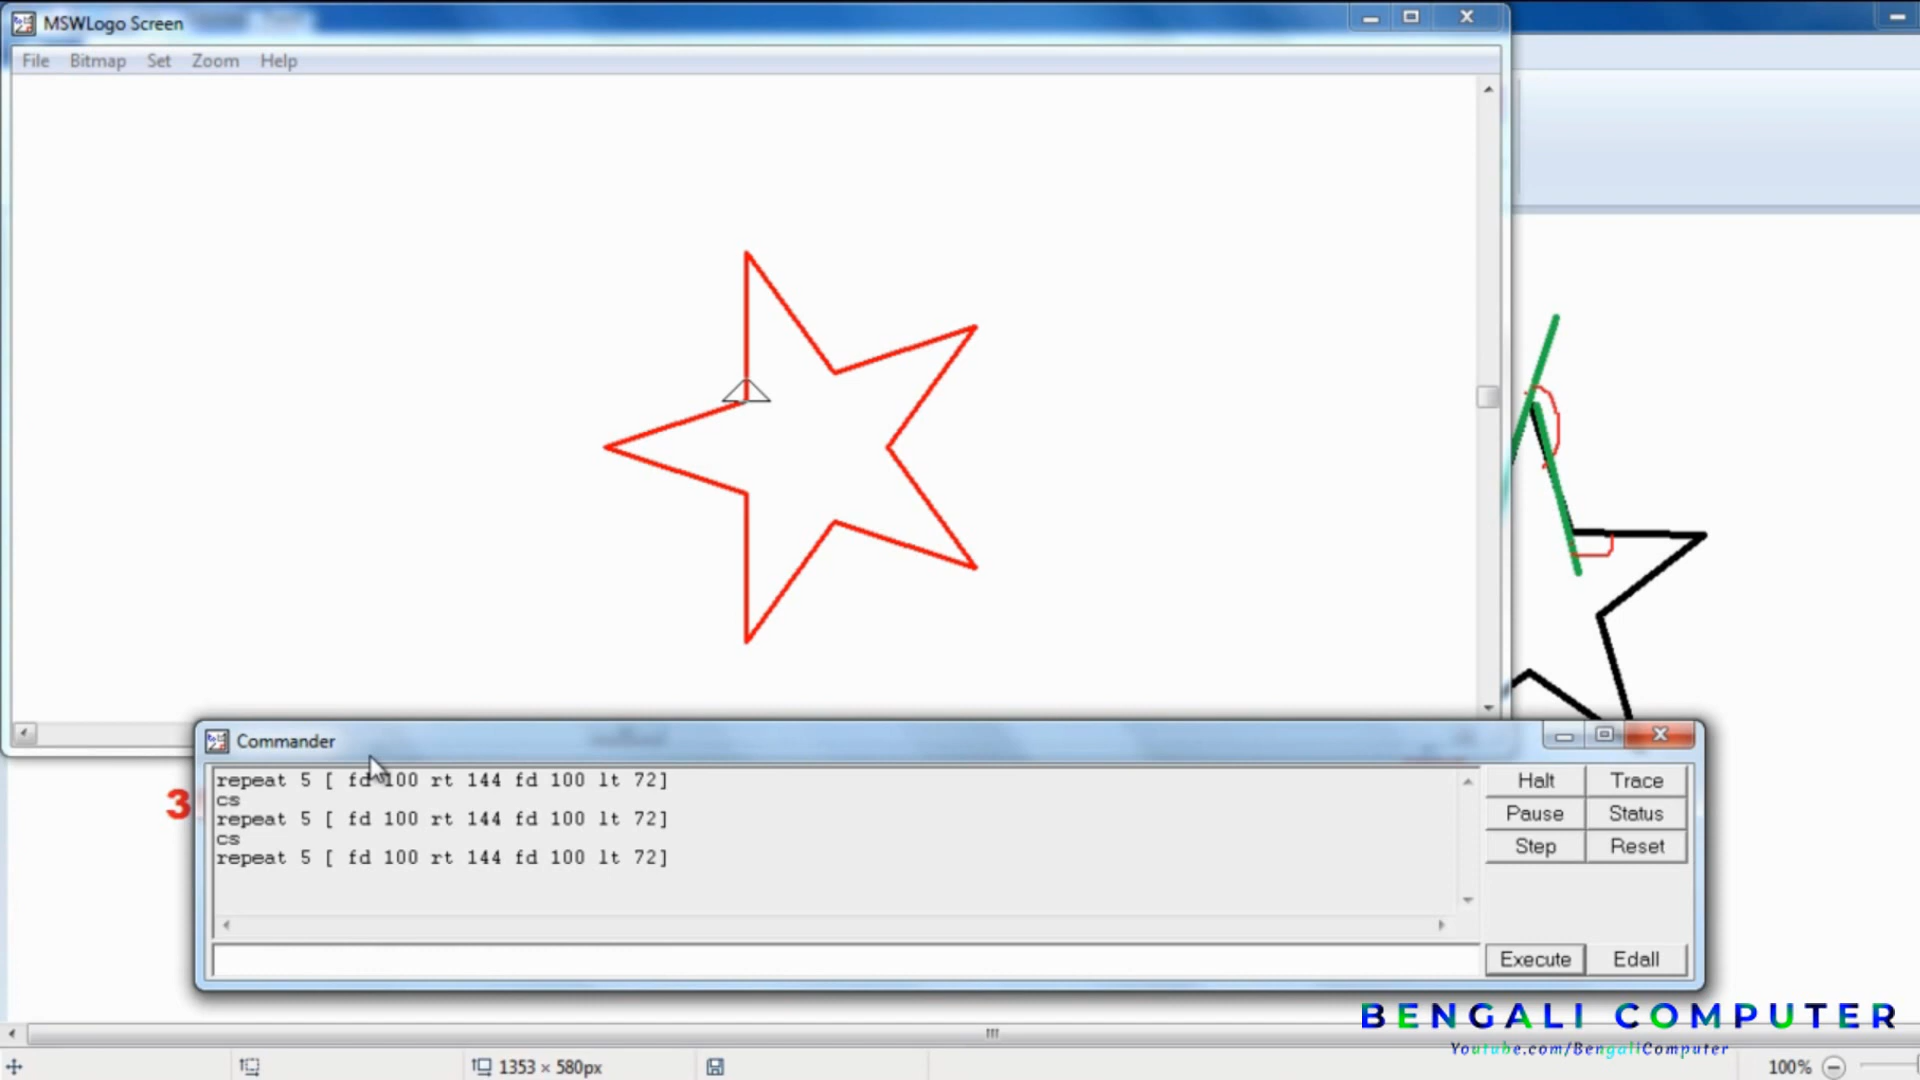 MSWLogo Screen
File Bitmap Set Zoom Help
Commander
3
repeat 5 [ fd 100 rt 144 fd 100 lt 72]
cs
repeat 5 [ fd 100 rt 144 fd 100 lt 72]
cs
repeat 5 [ fd 100 rt 144 fd 100 lt 72]
Halt Trace
Pause Status
Step Reset
Execute Edall
BENGALI COMPUTER
Youtube.com/BengaliComputer
1353 × 580px
100%